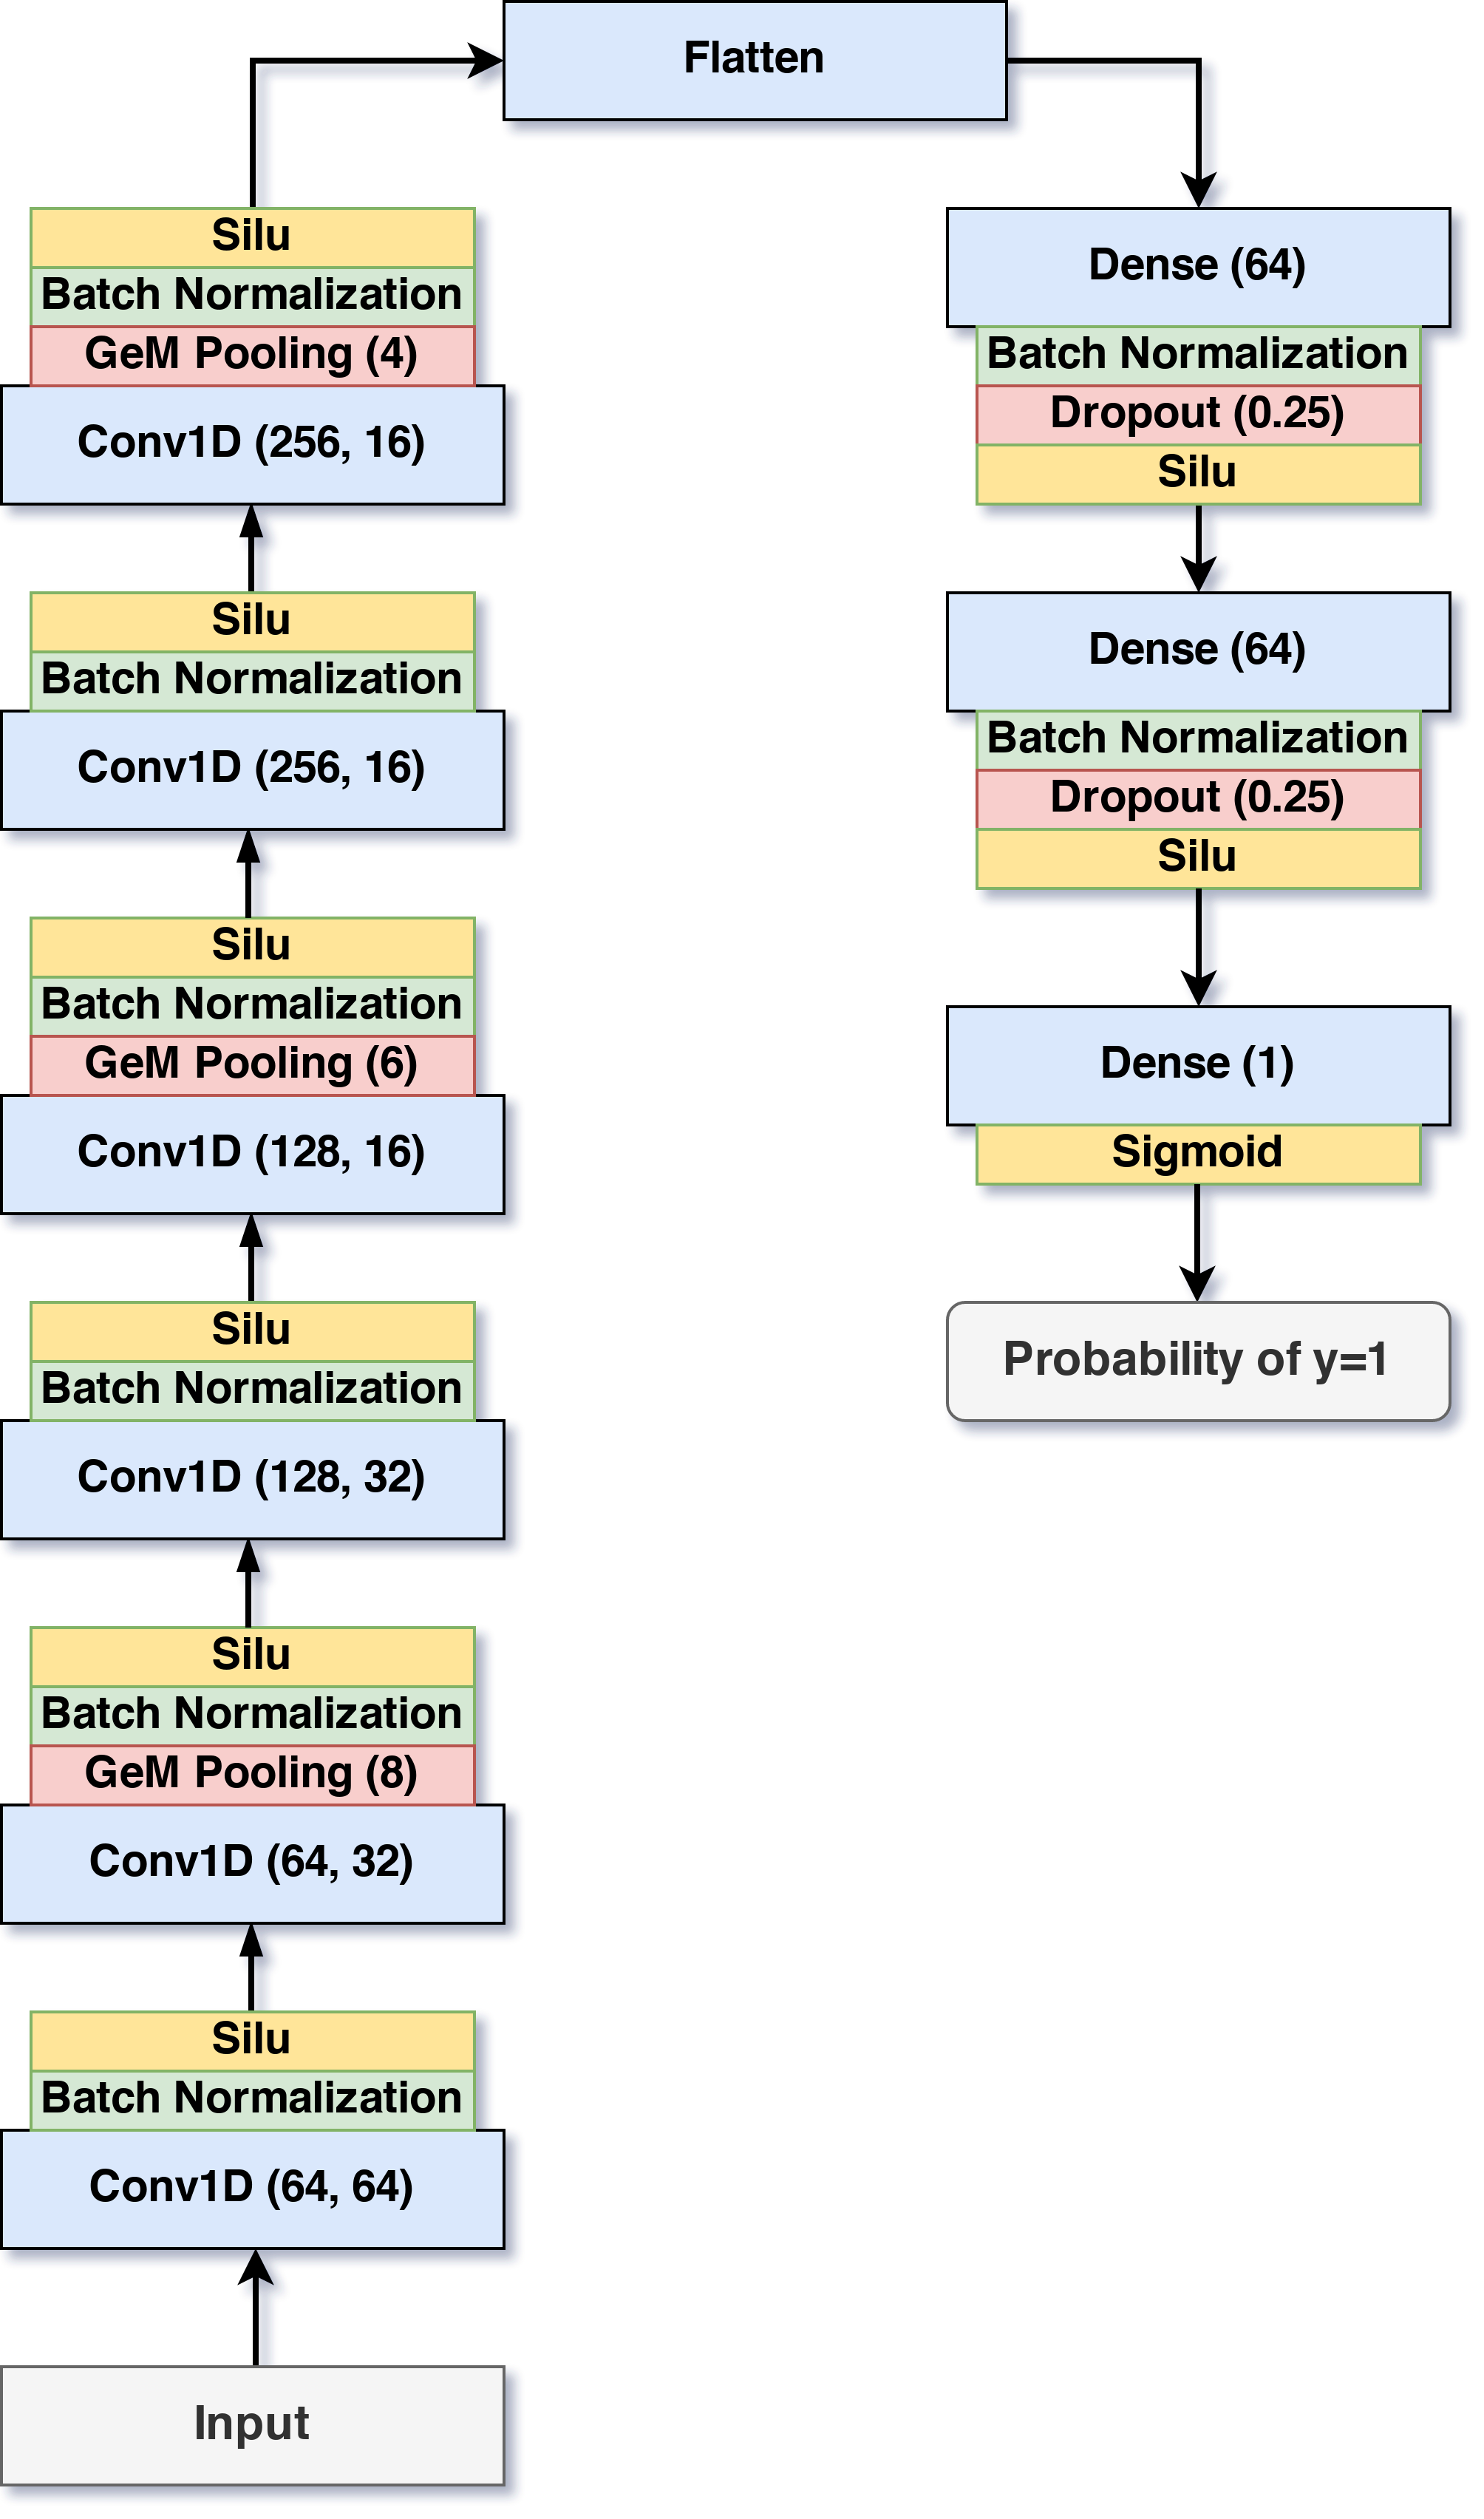 Flatten
Silu
Batch Normalization
GeM Pooling (4)
Conv1D (256, 16)
Silu
Batch Normalization
Conv1D (256, 16)
Silu
Batch Normalization
GeM Pooling (6)
Conv1D (128, 16)
Silu
Batch Normalization
Conv1D (128, 32)
Silu
Batch Normalization
GeM Pooling (8)
Conv1D (64, 32)
Silu
Batch Normalization
Conv1D (64, 64)
Input
Dense (64)
Batch Normalization
Dropout (0.25)
Silu
Dense (64)
Batch Normalization
Dropout (0.25)
Silu
Dense (1)
Sigmoid
Probability of y=1